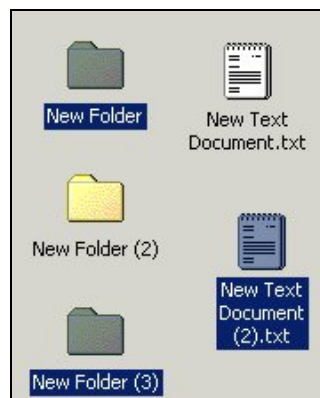 New Folder
New Text
Document.txt
New Folder (2)
New Text
Document
(2).txt
New Folder (3)